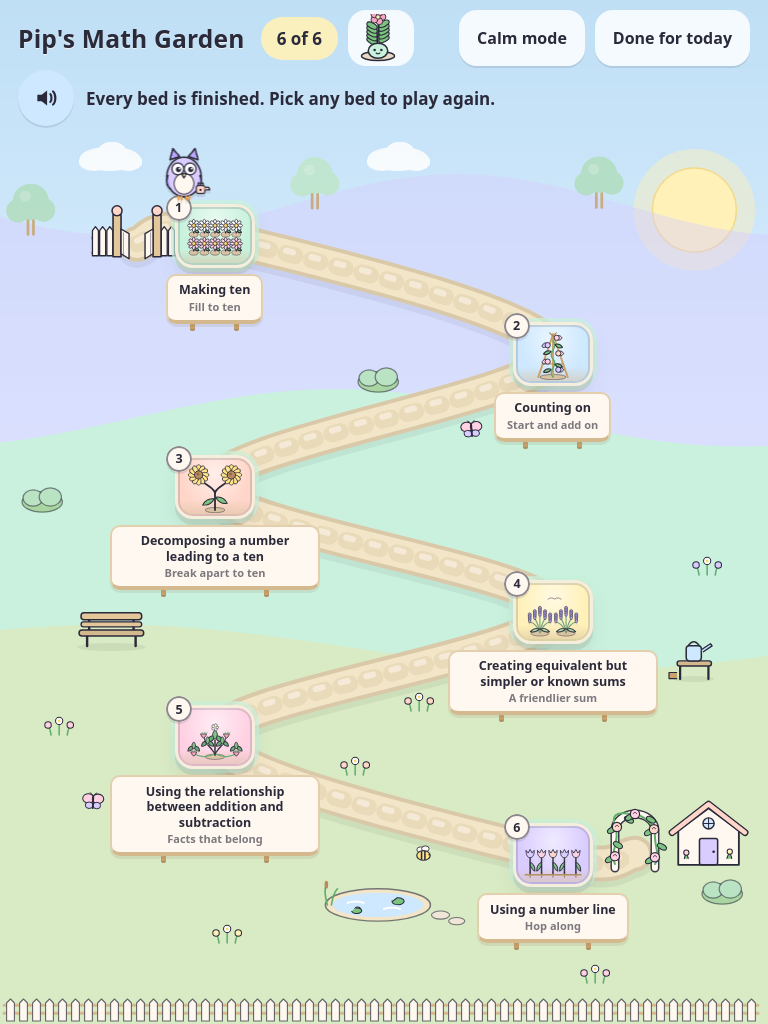 Pip's Math Garden
6 of 6
Calm mode
Done for today
Every bed is finished. Pick any bed to play again.
1
Making ten
Fill to ten
2
Counting on
Start and add on
3
Decomposing a number
leading to a ten
Break apart to ten
4
Creating equivalent but
simpler or known sums
A friendlier sum
5
Using the relationship
between addition and
subtraction
Facts that belong
6
Using a number line
Hop along